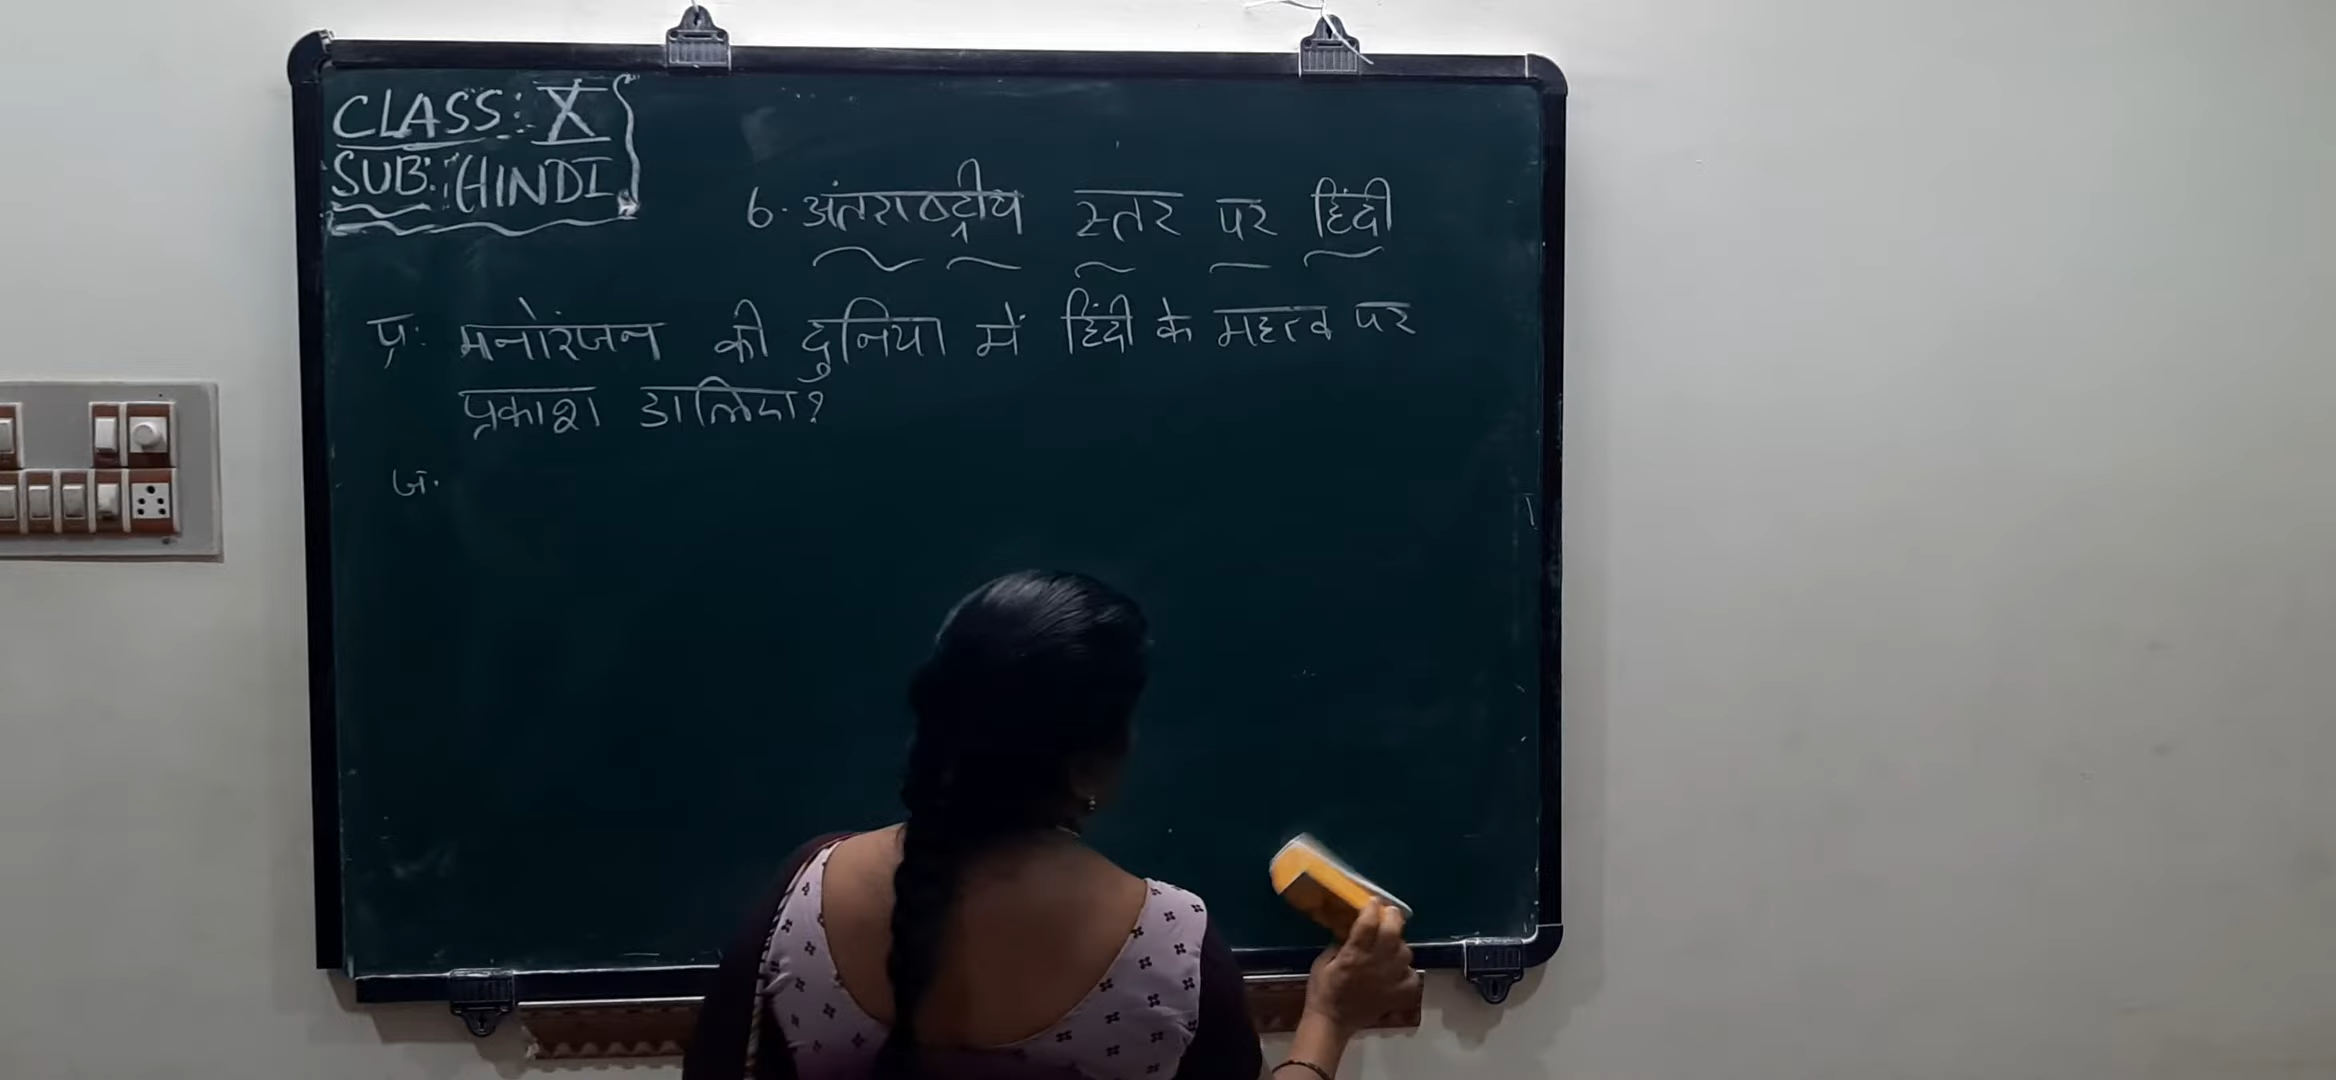 CLASS: X
SUB: HINDI
6. अंतराष्ट्रीय स्तर पर हिंदी
प्र. मनोरंजन की दुनिया में हिंदी के महत्व पर
प्रकाश डालिए?
ज.